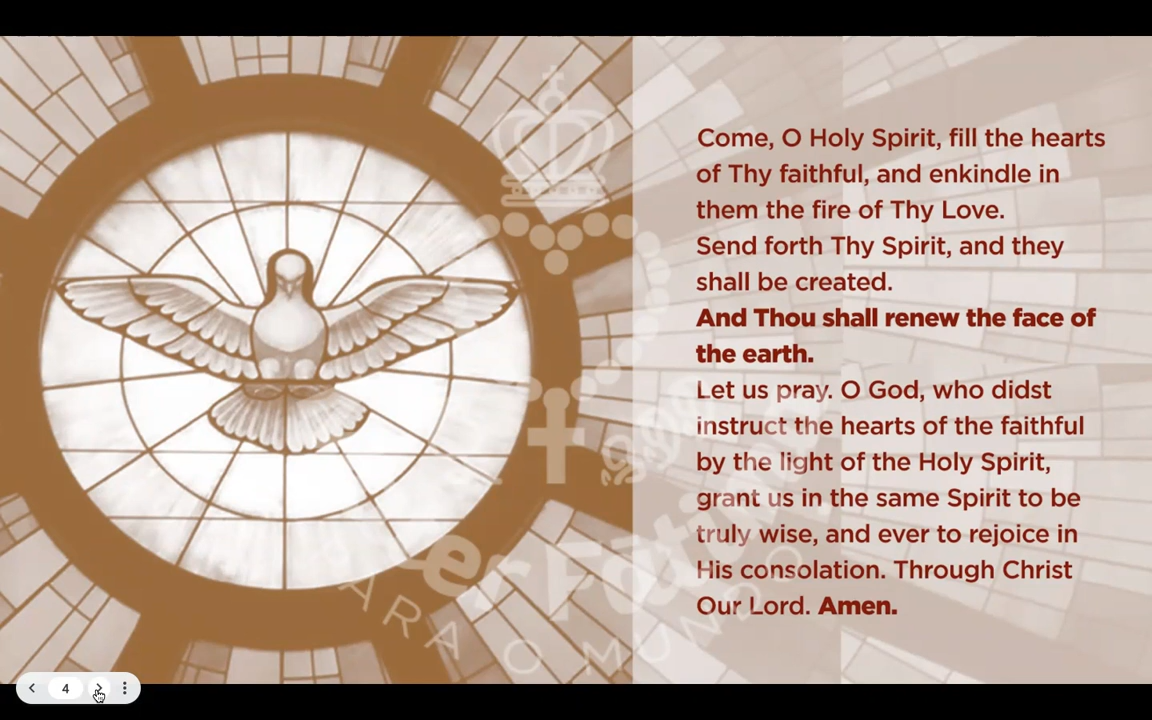 Come, O Holy Spirit, fill the hearts
of Thy faithful, and enkindle in
them the fire of Thy Love.
Send forth Thy Spirit, and they
shall be created.
And Thou shall renew the face of
the earth.
Let us pray. O God, who didst
instruct the hearts of the faithful
by the light of the Holy Spirit,
grant us in the same Spirit to be
truly wise, and ever to rejoice in
His consolation. Through Christ
Our Lord. Amen.
ARA O MUNDO
4